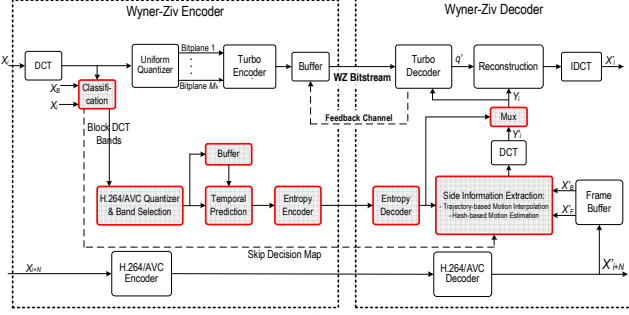 Wyner-Ziv Encoder
Wyner-Ziv Decoder
X_i
DCT
Uniform
Quantizer
Bitplane 1
Bitplane M_k
Turbo
Encoder
Buffer
WZ Bitstream
Turbo
Decoder
q'
Reconstruction
IDCT
X'_i
X_B
X_i
Classifi-
cation
Feedback Channel
Y_i
Mux
Y'_i
DCT
Block DCT
Bands
Buffer
H.264/AVC Quantizer
& Band Selection
Temporal
Prediction
Entropy
Encoder
Entropy
Decoder
Side Information Extraction:
- Trajectory-based Motion Interpolation
- Hash-based Motion Estimation
X'_B
X'_F
Frame
Buffer
Skip Decision Map
X_i+N
H.264/AVC
Encoder
H.264/AVC
Decoder
X'_i+N